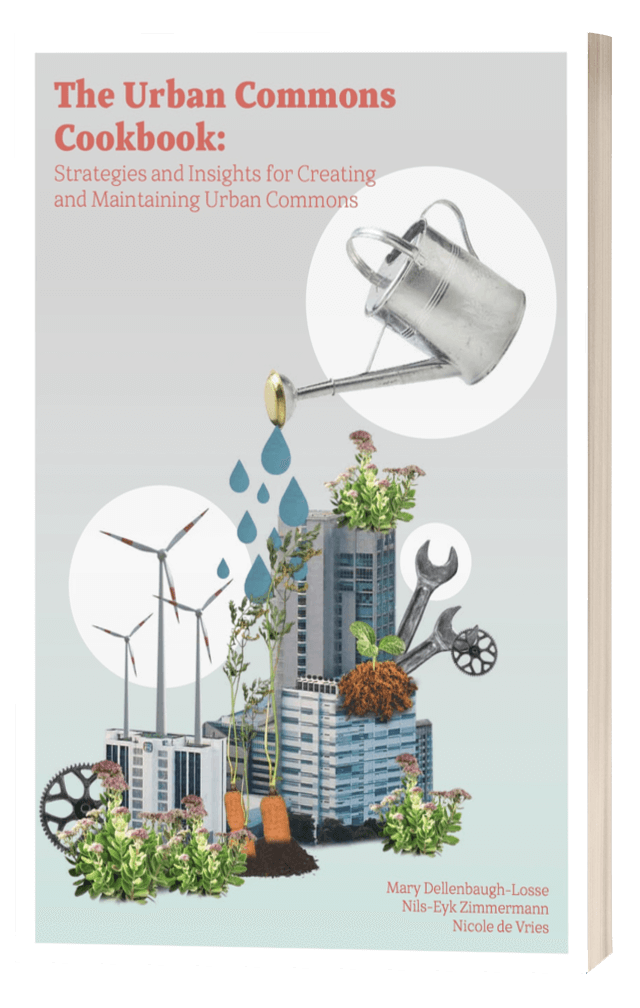 The Urban Commons
Cookbook:
Strategies and Insights for Creating
and Maintaining Urban Commons
Mary Dellenbaugh-Losse
Nils-Eyk Zimmermann
Nicole de Vries